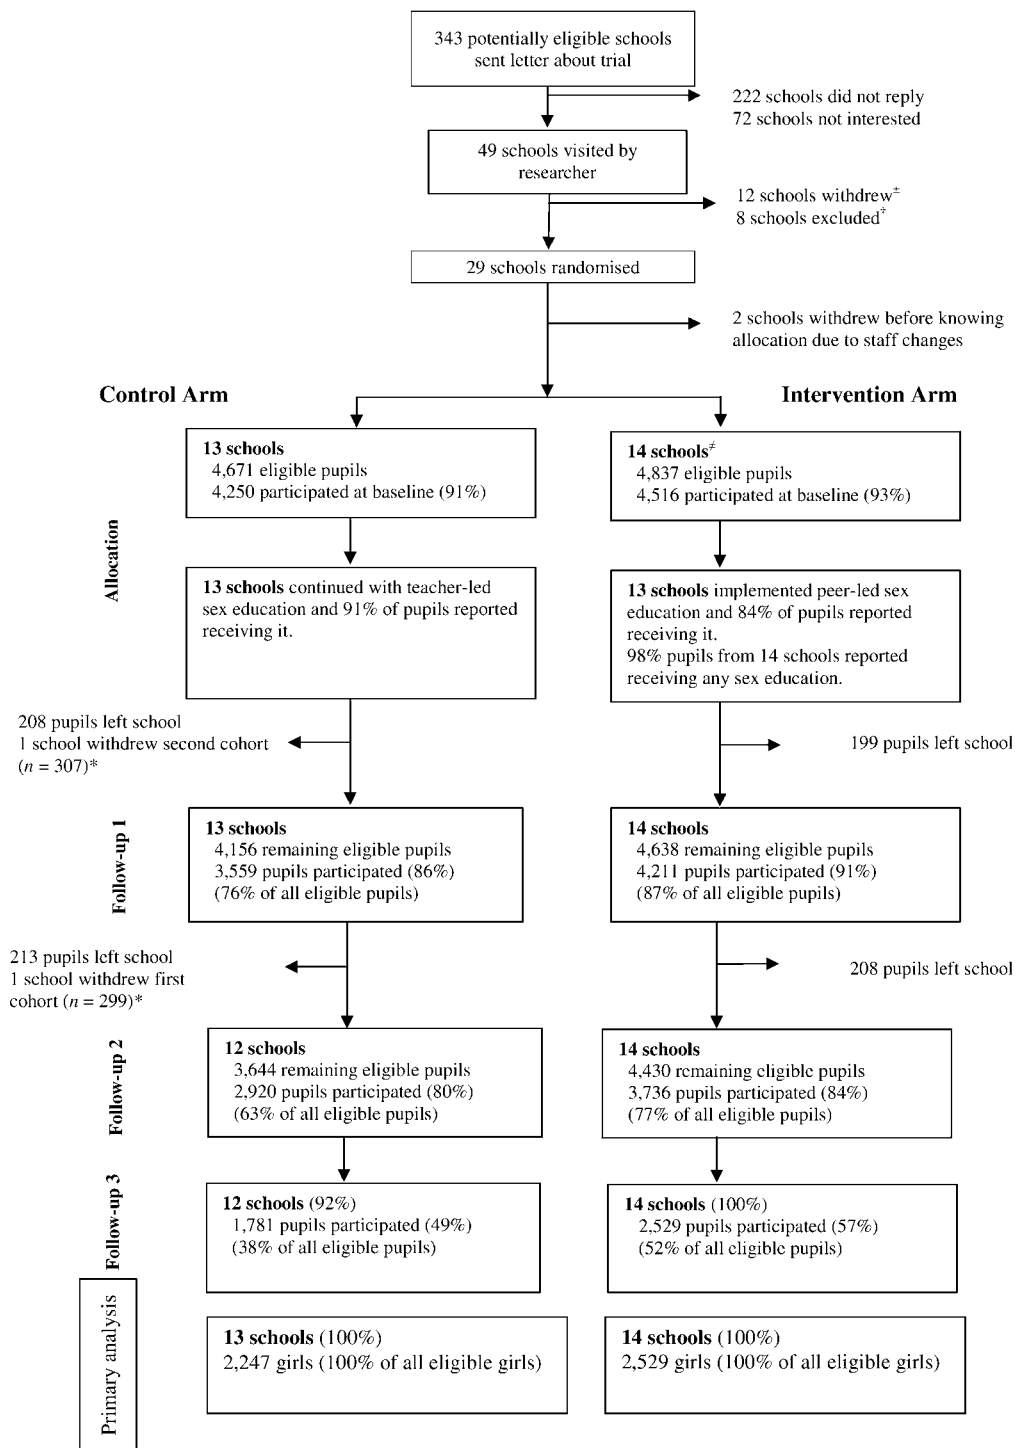 343 potentially eligible schools
sent letter about trial
222 schools did not reply
72 schools not interested
49 schools visited by
researcher
12 schools withdrew±
8 schools excluded†
29 schools randomised
2 schools withdrew before knowing
allocation due to staff changes
Control Arm
Intervention Arm
Allocation
13 schools
4,671 eligible pupils
4,250 participated at baseline (91%)
14 schools≠
4,837 eligible pupils
4,516 participated at baseline (93%)
13 schools continued with teacher-led
sex education and 91% of pupils reported
receiving it.
13 schools implemented peer-led sex
education and 84% of pupils reported
receiving it.
98% pupils from 14 schools reported
receiving any sex education.
208 pupils left school
1 school withdrew second cohort
(n = 307)*
199 pupils left school
Follow-up 1
13 schools
4,156 remaining eligible pupils
3,559 pupils participated (86%)
(76% of all eligible pupils)
14 schools
4,638 remaining eligible pupils
4,211 pupils participated (91%)
(87% of all eligible pupils)
213 pupils left school
1 school withdrew first
cohort (n = 299)*
208 pupils left school
Follow-up 2
12 schools
3,644 remaining eligible pupils
2,920 pupils participated (80%)
(63% of all eligible pupils)
14 schools
4,430 remaining eligible pupils
3,736 pupils participated (84%)
(77% of all eligible pupils)
Follow-up 3
12 schools (92%)
1,781 pupils participated (49%)
(38% of all eligible pupils)
14 schools (100%)
2,529 pupils participated (57%)
(52% of all eligible pupils)
Primary analysis
13 schools (100%)
2,247 girls (100% of all eligible girls)
14 schools (100%)
2,529 girls (100% of all eligible girls)